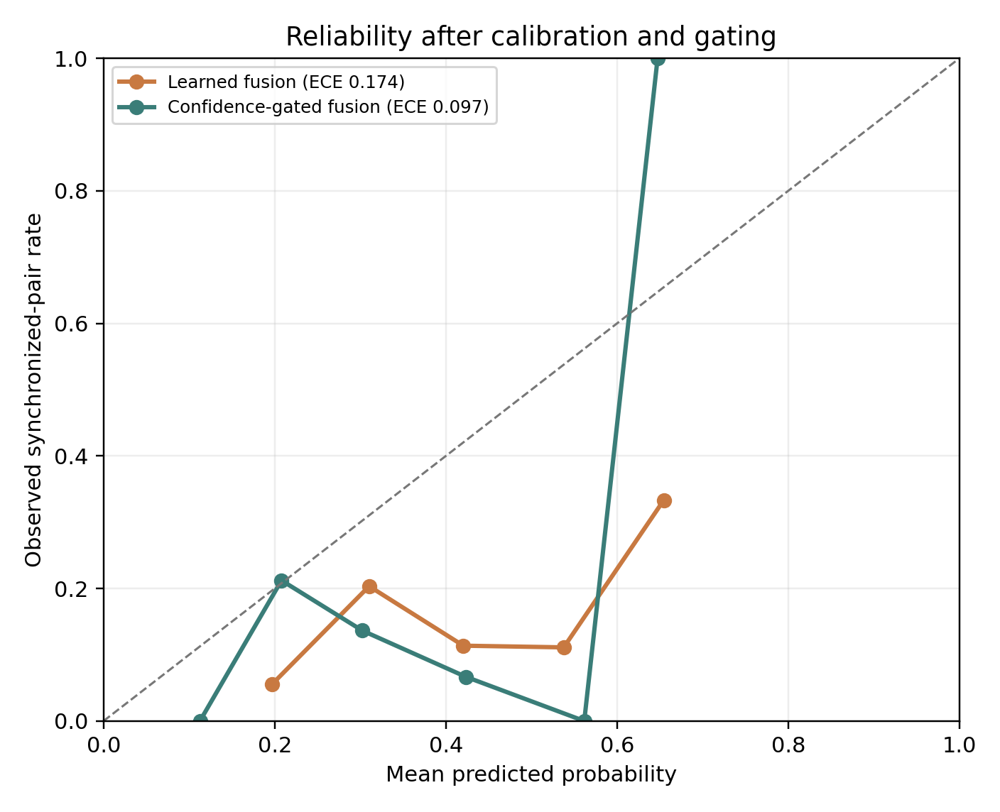 Reliability after calibration and gating
Learned fusion (ECE 0.174)
Confidence-gated fusion (ECE 0.097)
Observed synchronized-pair rate
1.0
0.8
0.6
0.4
0.2
0.0
0.0 0.2 0.4 0.6 0.8 1.0
Mean predicted probability